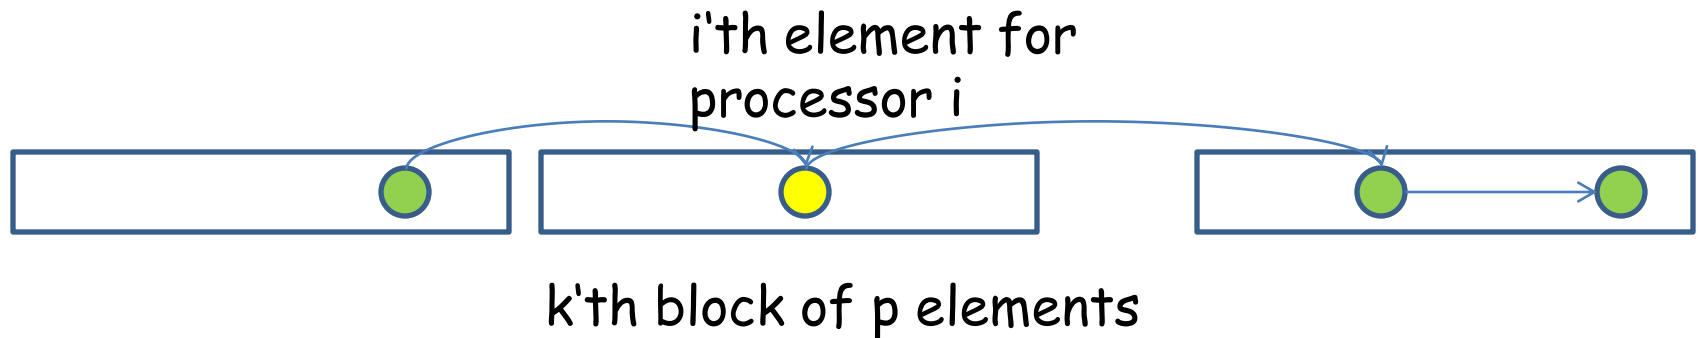 i'th element for
processor i
k'th block of p elements